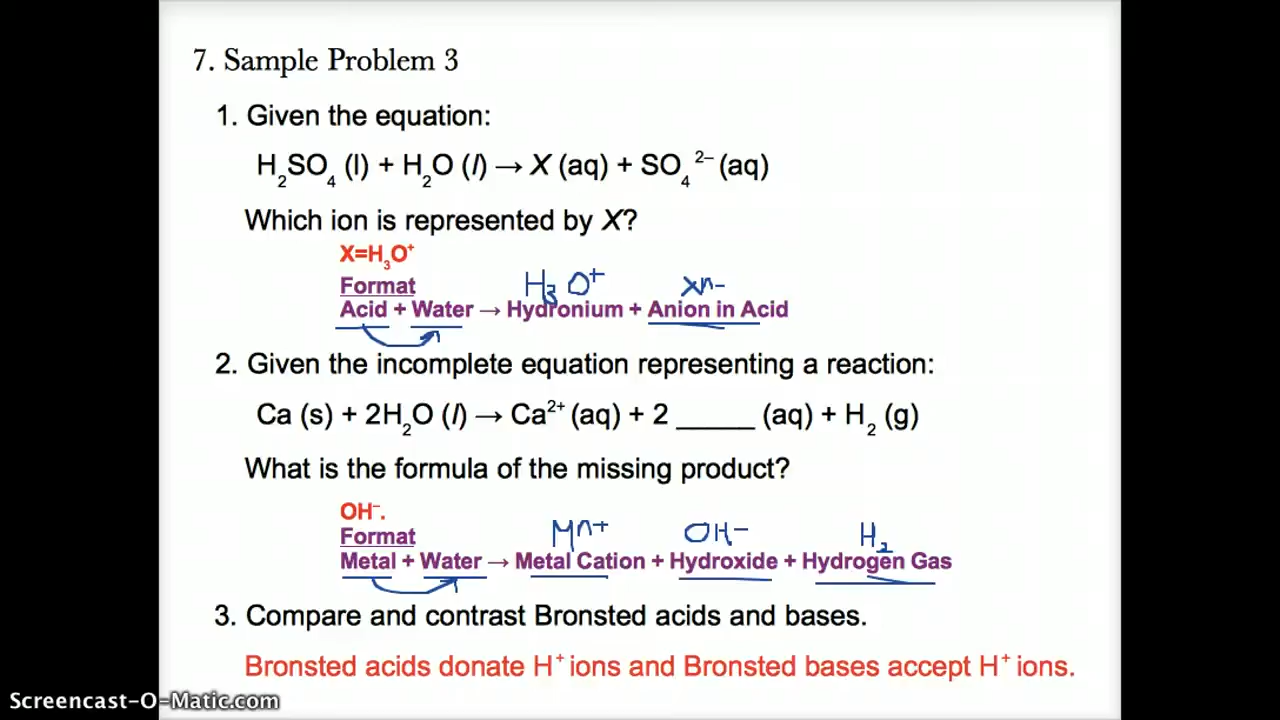 7. Sample Problem 3
1. Given the equation:
H₂SO₄ (l) + H₂O (l) → X (aq) + SO₄²⁻ (aq)
Which ion is represented by X?
X=H₃O⁺
H₃O⁺ Xn-
Format
Acid + Water → Hydronium + Anion in Acid
2. Given the incomplete equation representing a reaction:
Ca (s) + 2H₂O (l) → Ca²⁺ (aq) + 2 _____ (aq) + H₂ (g)
What is the formula of the missing product?
OH⁻.
Mn+ OH⁻ H₂
Format
Metal + Water → Metal Cation + Hydroxide + Hydrogen Gas
3. Compare and contrast Bronsted acids and bases.
Bronsted acids donate H⁺ ions and Bronsted bases accept H⁺ ions.
Screencast-O-Matic.com